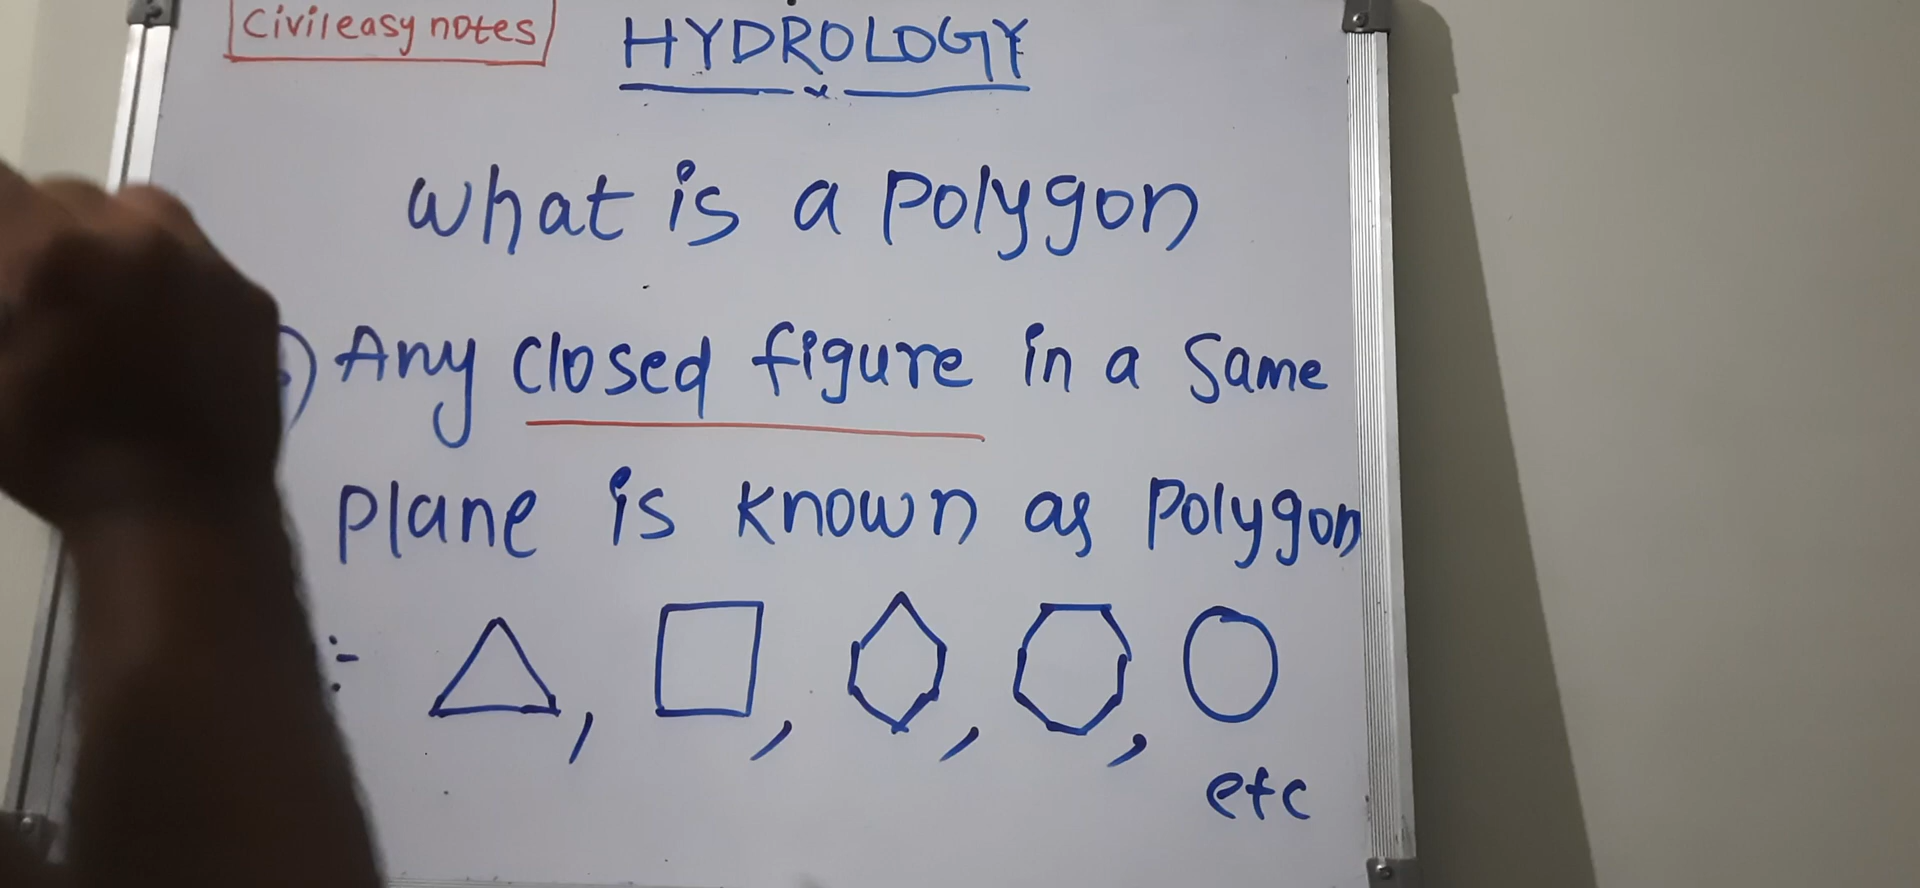 Civileasy notes
HYDROLOGY
what is a polygon
Any closed figure in a Same
plane is known as polygon
:- , , , ,
etc